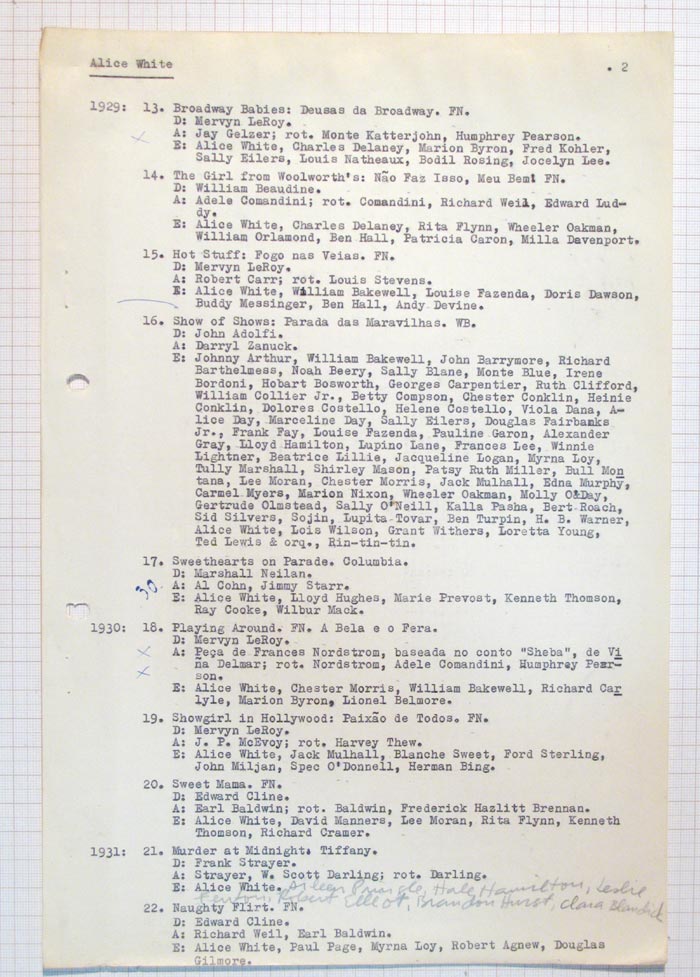 Alice White . 2
1929: 13. Broadway Babies: Deusas da Broadway. FN.
D: Mervyn LeRoy.
A: Jay Gelzer; rot. Monte Katterjohn, Humphrey Pearson.
E: Alice White, Charles Delaney, Marion Byron, Fred Kohler,
Sally Eilers, Louis Natheaux, Bodil Rosing, Jocelyn Lee.
14. The Girl from Woolworth's: Não Faz Isso, Meu Bem! FN.
D: William Beaudine.
A: Adele Comandini; rot. Comandini, Richard Weil, Edward Lud-
dy.
E: Alice White, Charles Delaney, Rita Flynn, Wheeler Oakman,
William Orlamond, Ben Hall, Patricia Caron, Milla Davenport.
15. Hot Stuff: Fogo nas Veias. FN.
D: Mervyn LeRoy.
A: Robert Carr; rot. Louis Stevens.
E: Alice White, William Bakewell, Louise Fazenda, Doris Dawson,
Buddy Messinger, Ben Hall, Andy Devine.
16. Show of Shows: Parada das Maravilhas. WB.
D: John Adolfi.
A: Darryl Zanuck.
E: Johnny Arthur, William Bakewell, John Barrymore, Richard
Barthelmess, Noah Beery, Sally Blane, Monte Blue, Irene
Bordoni, Hobart Bosworth, Georges Carpentier, Ruth Clifford,
William Collier Jr., Betty Compson, Chester Conklin, Heinie
Conklin, Dolores Costello, Helene Costello, Viola Dana, A-
lice Day, Marceline Day, Sally Eilers, Douglas Fairbanks
Jr., Frank Fay, Louise Fazenda, Pauline Garon, Alexander
Gray, Lloyd Hamilton, Lupino Lane, Frances Lee, Winnie
Lightner, Beatrice Lillie, Jacqueline Logan, Myrna Loy,
Tully Marshall, Shirley Mason, Patsy Ruth Miller, Bull Mon
tana, Lee Moran, Chester Morris, Jack Mulhall, Edna Murphy,
Carmel Myers, Marion Nixon, Wheeler Oakman, Molly O'Day,
Gertrude Olmstead, Sally O'Neill, Kalla Pasha, Bert Roach,
Sid Silvers, Sojin, Lupita Tovar, Ben Turpin, H. B. Warner,
Alice White, Lois Wilson, Grant Withers, Loretta Young,
Ted Lewis & orq., Rin-tin-tin.
17. Sweethearts on Parade. Columbia.
D: Marshall Neilan.
30. A: Al Cohn, Jimmy Starr.
E: Alice White, Lloyd Hughes, Marie Prevost, Kenneth Thomson,
Ray Cooke, Wilbur Mack.
1930: 18. Playing Around. FN. A Bela e o Fera.
D: Mervyn LeRoy.
A: Peça de Frances Nordstrom, baseada no conto "Sheba", de Vi
ña Delmar; rot. Nordstrom, Adele Comandini, Humphrey Pear-
son.
E: Alice White, Chester Morris, William Bakewell, Richard Car
lyle, Marion Byron, Lionel Belmore.
19. Showgirl in Hollywood: Paixão de Todos. FN.
D: Mervyn LeRoy.
A: J. P. McEvoy; rot. Harvey Thew.
E: Alice White, Jack Mulhall, Blanche Sweet, Ford Sterling,
John Miljan, Spec O'Donnell, Herman Bing.
20. Sweet Mama. FN.
D: Edward Cline.
A: Earl Baldwin; rot. Baldwin, Frederick Hazlitt Brennan.
E: Alice White, David Manners, Lee Moran, Rita Flynn, Kenneth
Thomson, Richard Cramer.
1931: 21. Murder at Midnight. Tiffany.
D: Frank Strayer.
A: Strayer, W. Scott Darling; rot. Darling.
E: Alice White. Aileen Pringle, Hale Hamilton, Leslie
Fenton, Robert Elliot, Brandon Hurst, Clara Blandick
22. Naughty Flirt. FN.
D: Edward Cline.
A: Richard Weil, Earl Baldwin.
E: Alice White, Paul Page, Myrna Loy, Robert Agnew, Douglas
Gilmore.